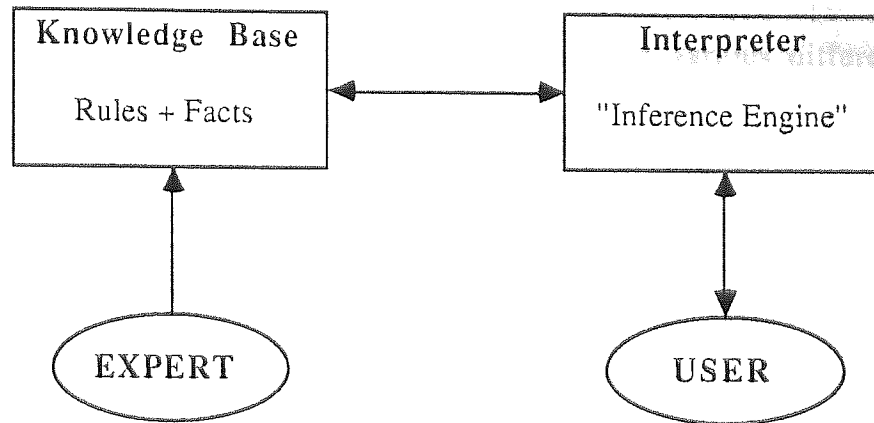 Knowledge Base
Rules + Facts
Interpreter
"Inference Engine"
EXPERT
USER